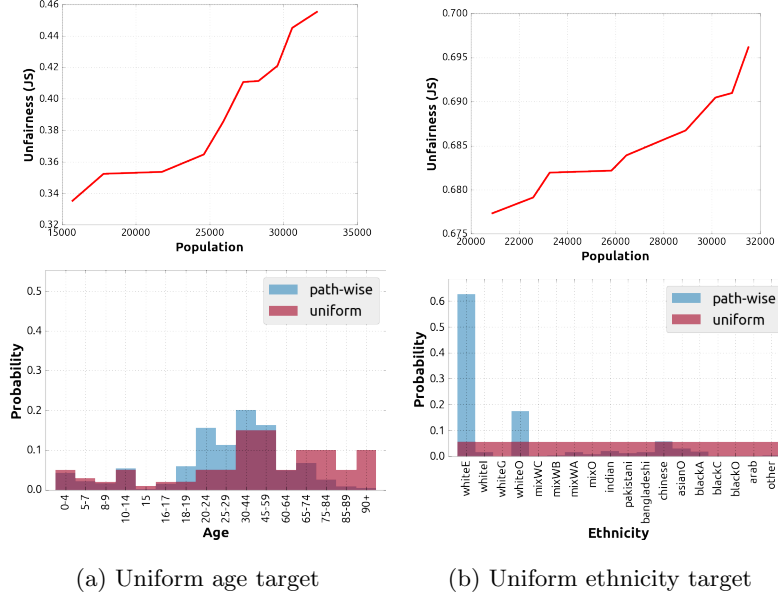 0.46
0.44
0.42
0.40
0.38
0.36
0.34
0.32
Unfairness (JS)
15000 20000 25000 30000 35000
Population
0.700
0.695
0.690
0.685
0.680
0.675
Unfairness (JS)
20000 22000 24000 26000 28000 30000 32000
Population
0.5
0.4
0.3
0.2
0.1
0.0
Probability
path-wise
uniform
0-4 5-7 8-9 10-14 15 16-17 18-19 20-24 25-29 30-44 45-59 60-64 65-74 75-84 85-89 90+
Age
0.6
0.5
0.4
0.3
0.2
0.1
0.0
Probability
path-wise
uniform
whiteE whiteI whiteG whiteO mixWC mixWB mixWA mixO indian pakistani bangladeshi chinese asianO blackA blackC blackO arab other
Ethnicity
(a) Uniform age target
(b) Uniform ethnicity target